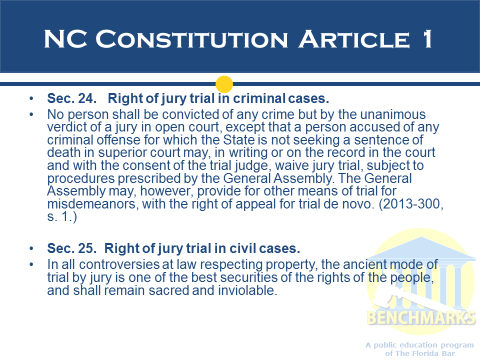 NC Constitution Article 1
• Sec. 24. Right of jury trial in criminal cases.
• No person shall be convicted of any crime but by the unanimous
verdict of a jury in open court, except that a person accused of any
criminal offense for which the State is not seeking a sentence of
death in superior court may, in writing or on the record in the court
and with the consent of the trial judge, waive jury trial, subject to
procedures prescribed by the General Assembly. The General
Assembly may, however, provide for other means of trial for
misdemeanors, with the right of appeal for trial de novo. (2013-300,
s. 1.)
• Sec. 25. Right of jury trial in civil cases.
• In all controversies at law respecting property, the ancient mode of
trial by jury is one of the best securities of the rights of the people,
and shall remain sacred and inviolable.
BENCHMARKS
A public education program
of The Florida Bar